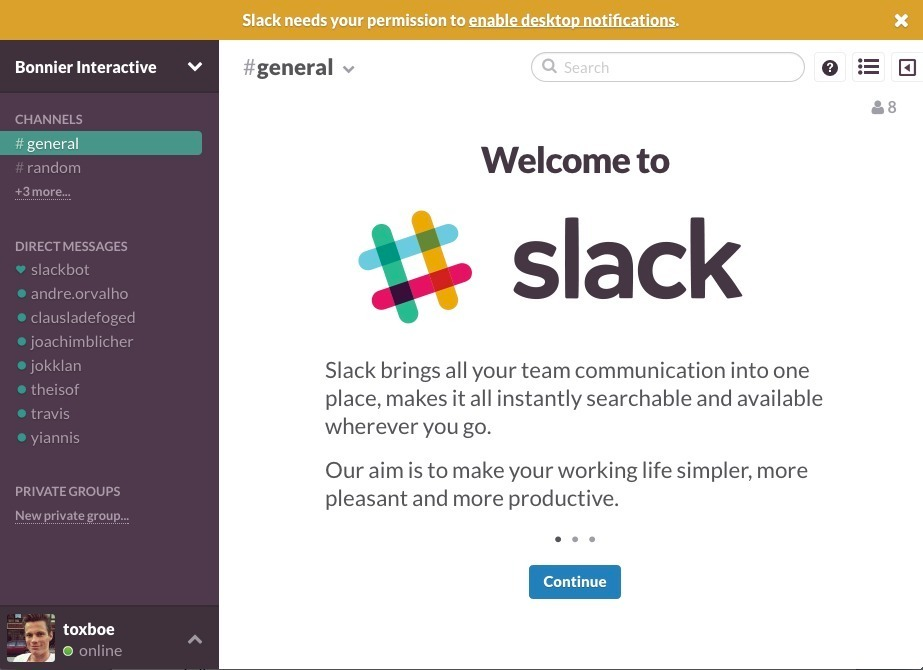 Slack needs your permission to enable desktop notifications.
Bonnier Interactive
#general
Search
8
CHANNELS
# general
# random
+3 more...
DIRECT MESSAGES
slackbot
andre.orvalho
clausladefoged
joachimblicher
jokklan
theisof
travis
yiannis
PRIVATE GROUPS
New private group...
toxboe
online
Welcome to
slack
Slack brings all your team communication into one
place, makes it all instantly searchable and available
wherever you go.
Our aim is to make your working life simpler, more
pleasant and more productive.
Continue